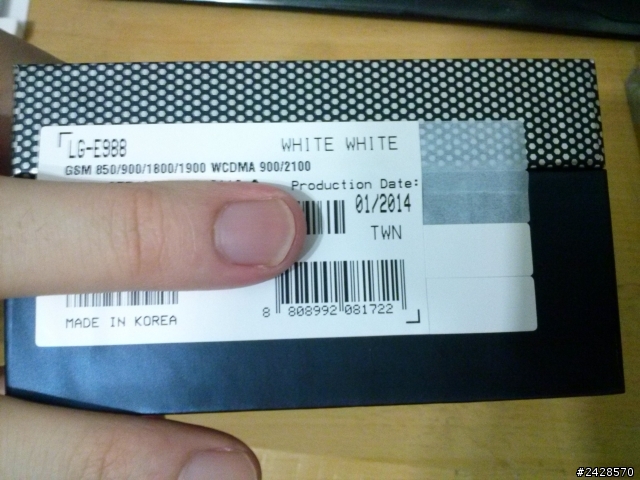 LG-E988
WHITE WHITE
GSM 850/900/1800/1900 WCDMA 900/2100
Production Date:
01/2014
TWN
MADE IN KOREA
8 808992 081722
#2428570